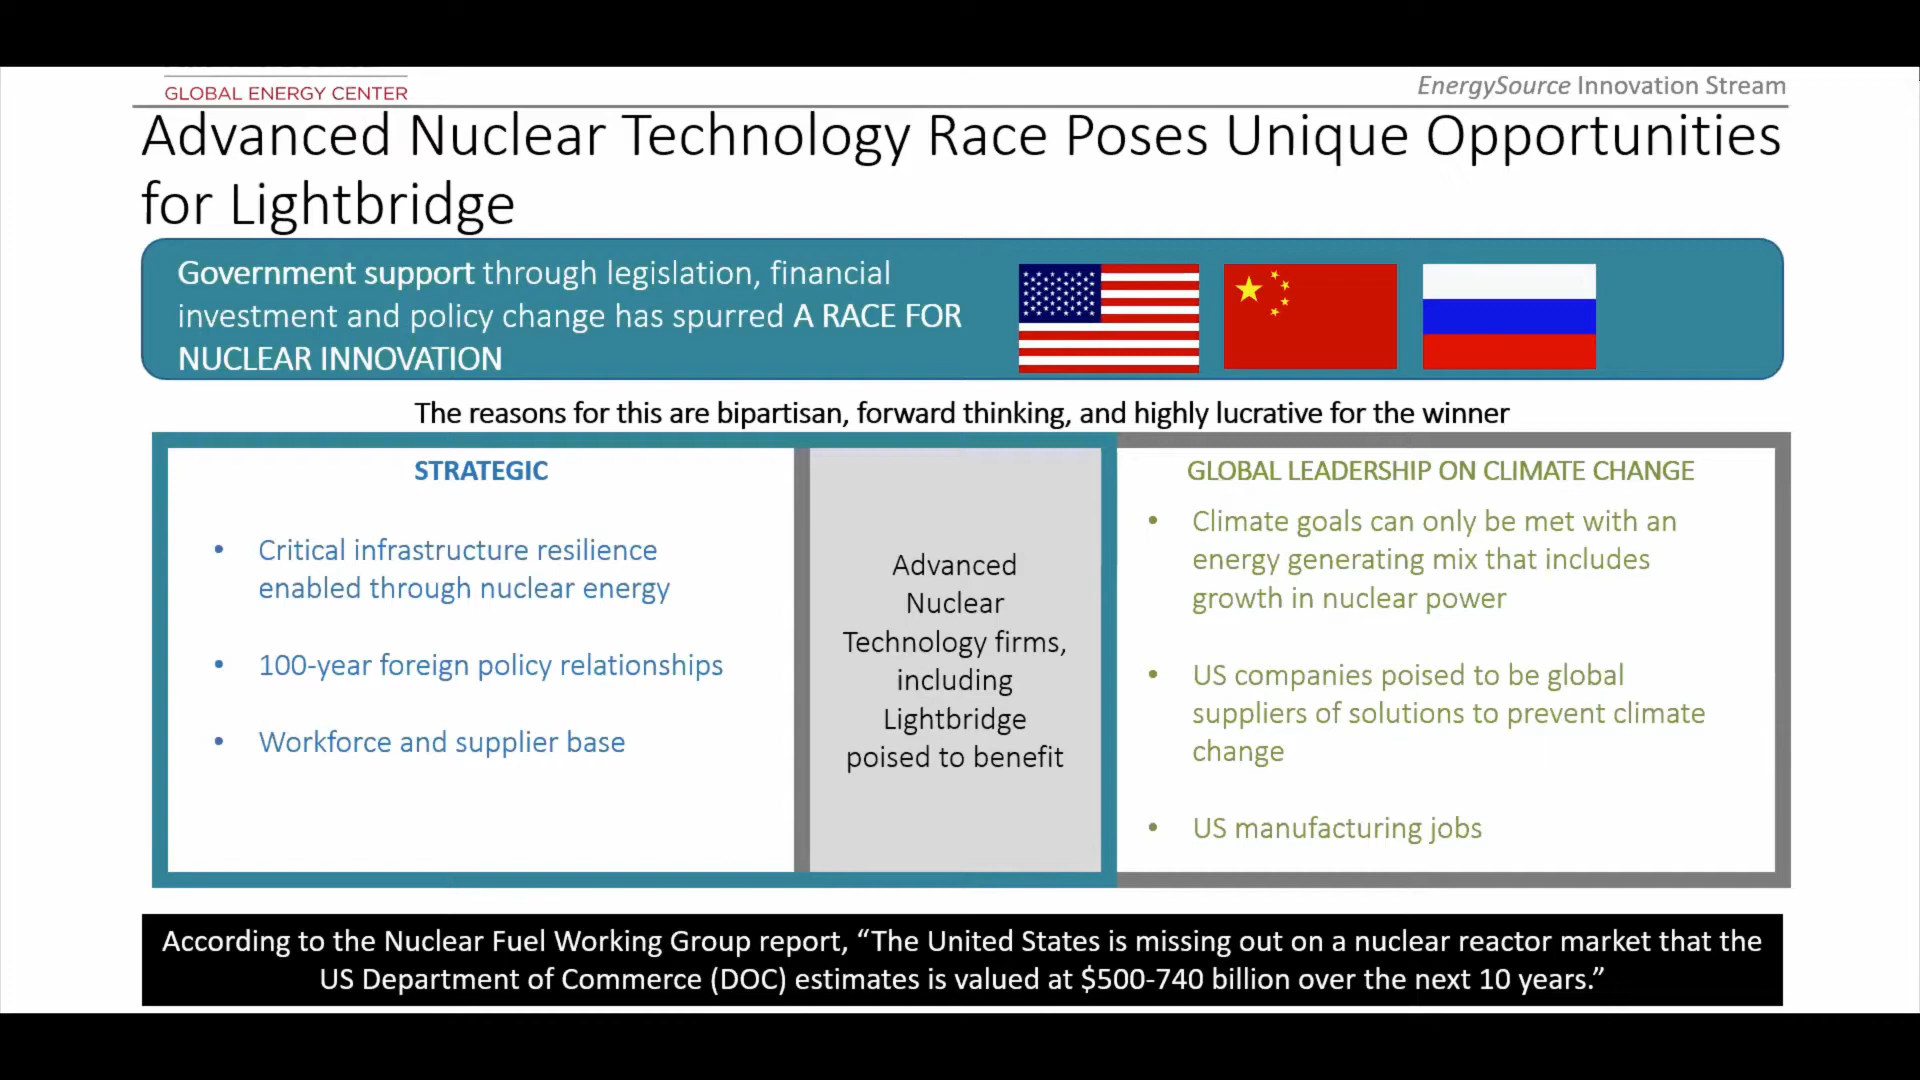 GLOBAL ENERGY CENTER
EnergySource Innovation Stream
Advanced Nuclear Technology Race Poses Unique Opportunities
for Lightbridge
Government support through legislation, financial
investment and policy change has spurred A RACE FOR
NUCLEAR INNOVATION
The reasons for this are bipartisan, forward thinking, and highly lucrative for the winner
STRATEGIC
• Critical infrastructure resilience
enabled through nuclear energy
• 100-year foreign policy relationships
• Workforce and supplier base
Advanced
Nuclear
Technology firms,
including
Lightbridge
poised to benefit
GLOBAL LEADERSHIP ON CLIMATE CHANGE
• Climate goals can only be met with an
energy generating mix that includes
growth in nuclear power
• US companies poised to be global
suppliers of solutions to prevent climate
change
• US manufacturing jobs
According to the Nuclear Fuel Working Group report, “The United States is missing out on a nuclear reactor market that the
US Department of Commerce (DOC) estimates is valued at $500-740 billion over the next 10 years.”